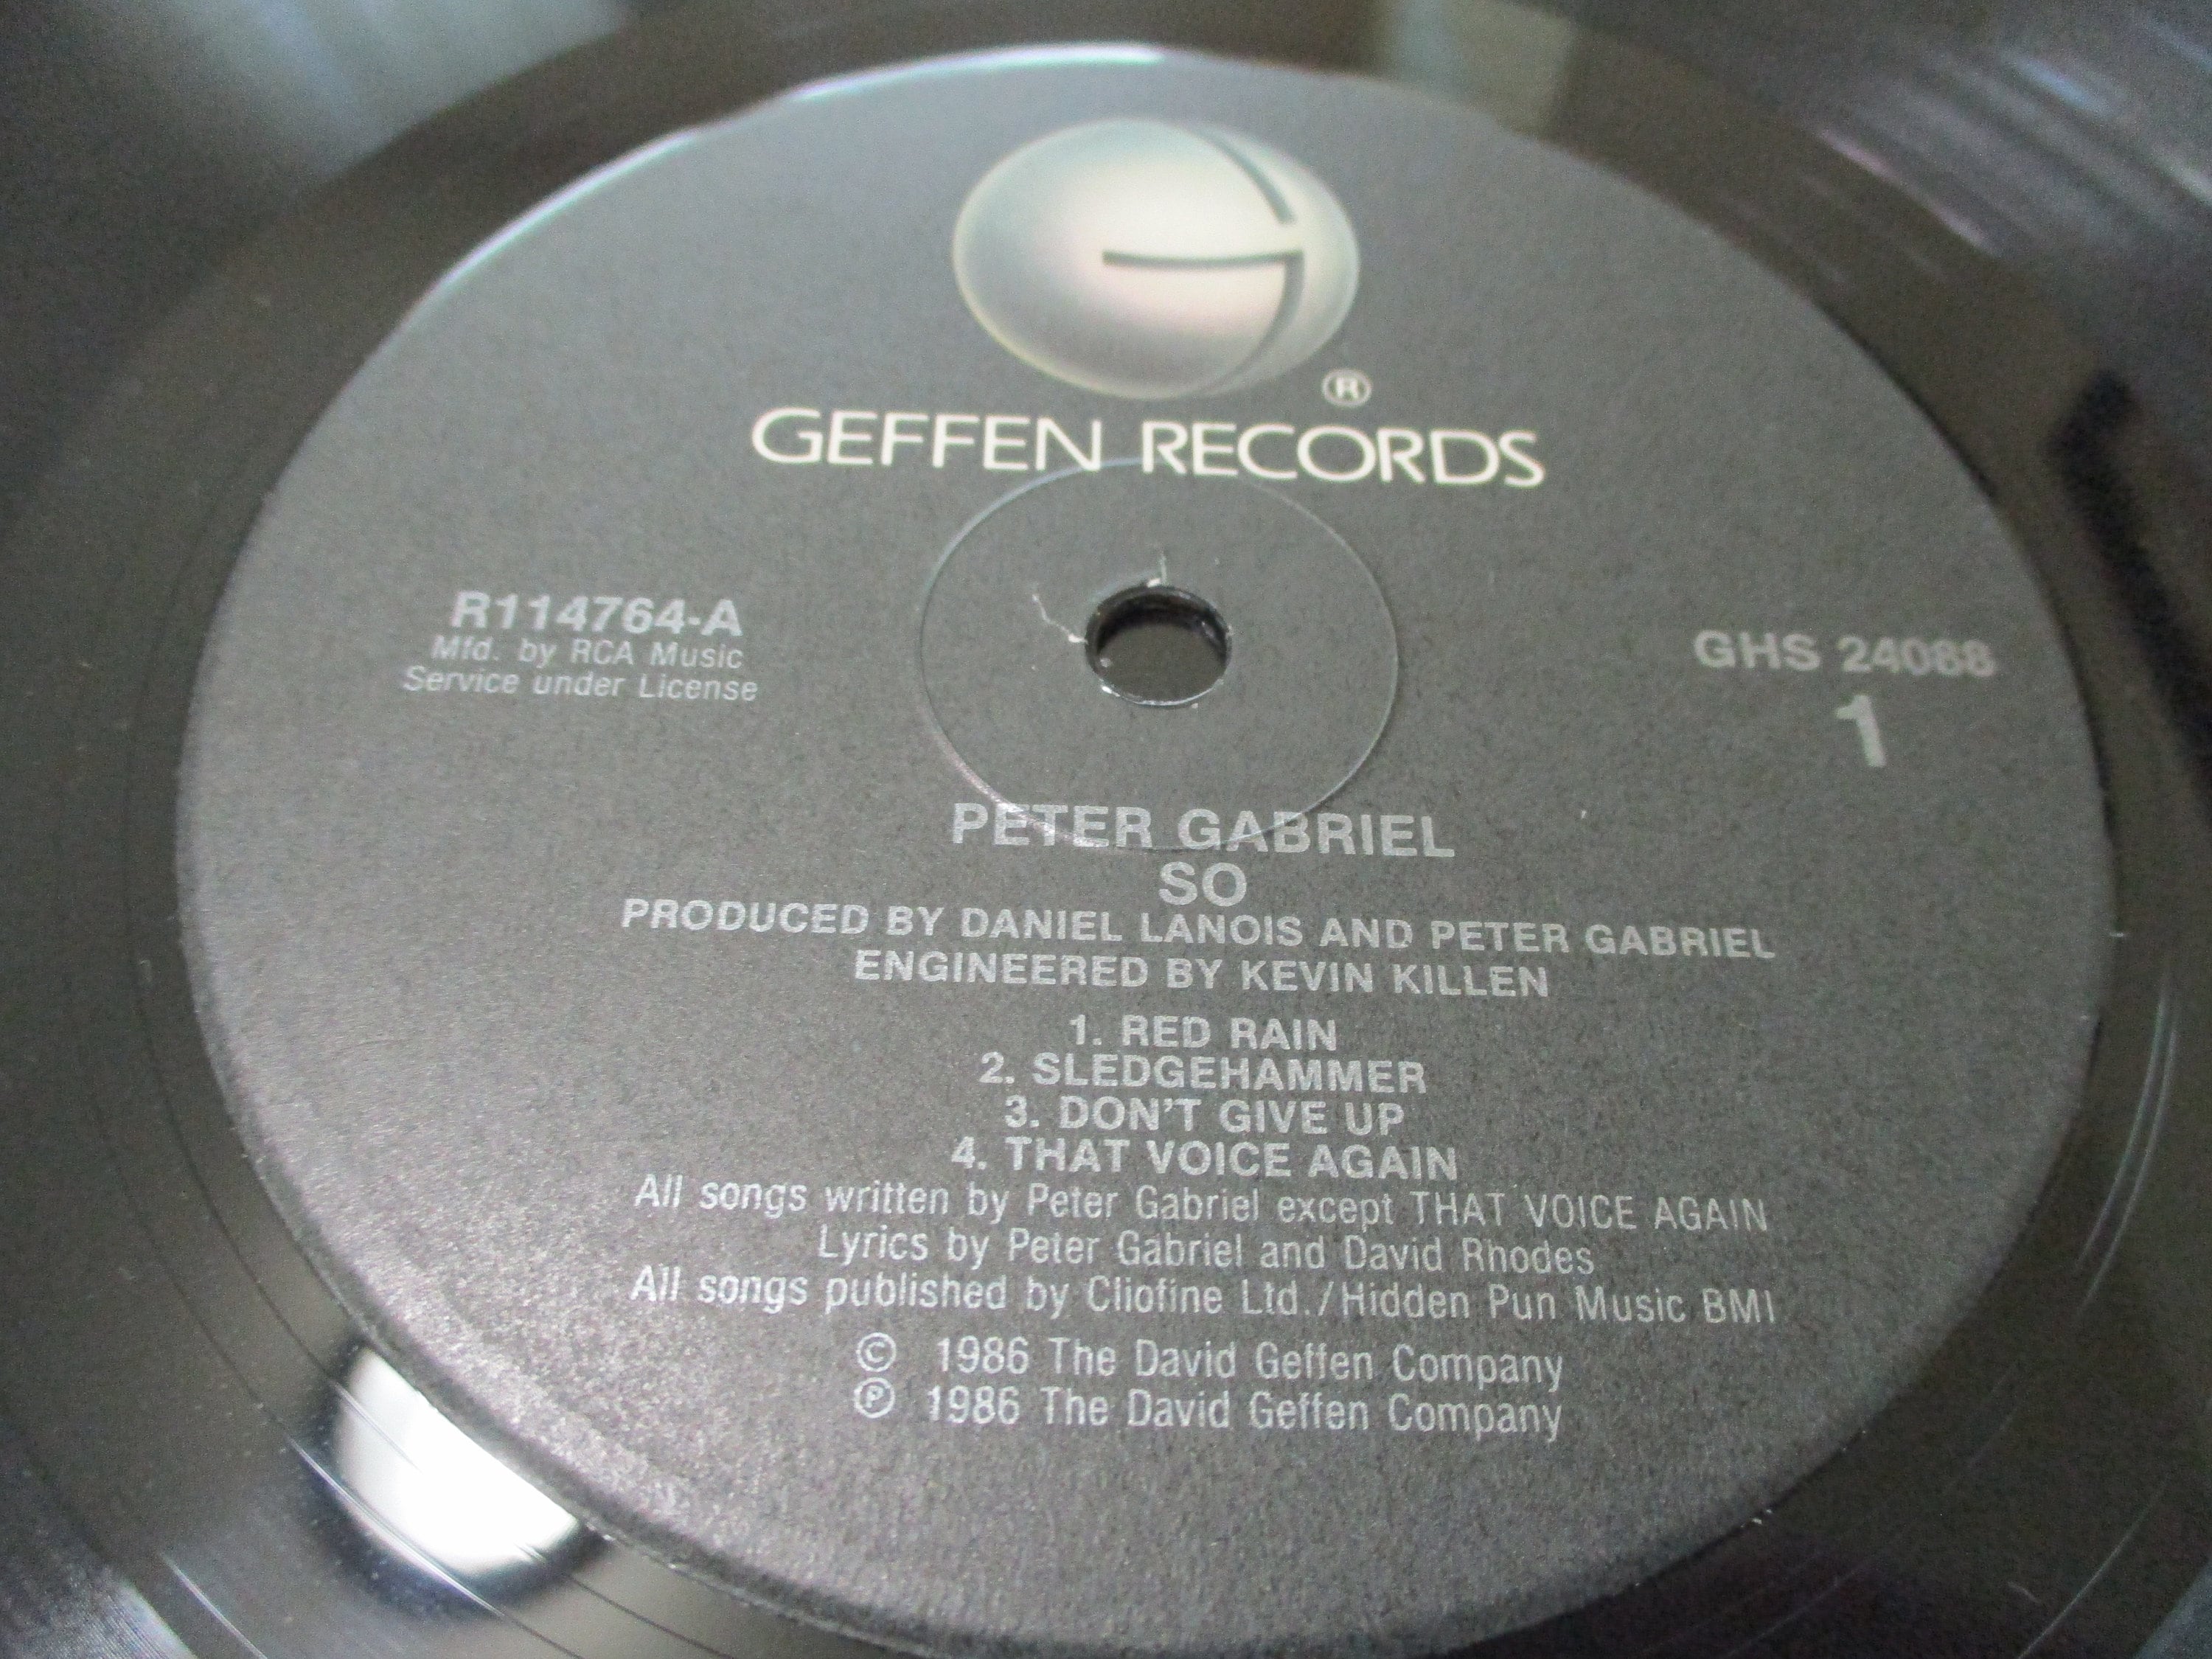 ®
GEFFEN RECORDS
R114764-A
Mfd. by RCA Music
Service under License
GHS 24088
1
PETER GABRIEL
SO
PRODUCED BY DANIEL LANOIS AND PETER GABRIEL
ENGINEERED BY KEVIN KILLEN
1. RED RAIN
2. SLEDGEHAMMER
3. DON'T GIVE UP
4. THAT VOICE AGAIN
All songs written by Peter Gabriel except THAT VOICE AGAIN
Lyrics by Peter Gabriel and David Rhodes
All songs published by Cliofine Ltd./Hidden Pun Music BMI
© 1986 The David Geffen Company
℗ 1986 The David Geffen Company